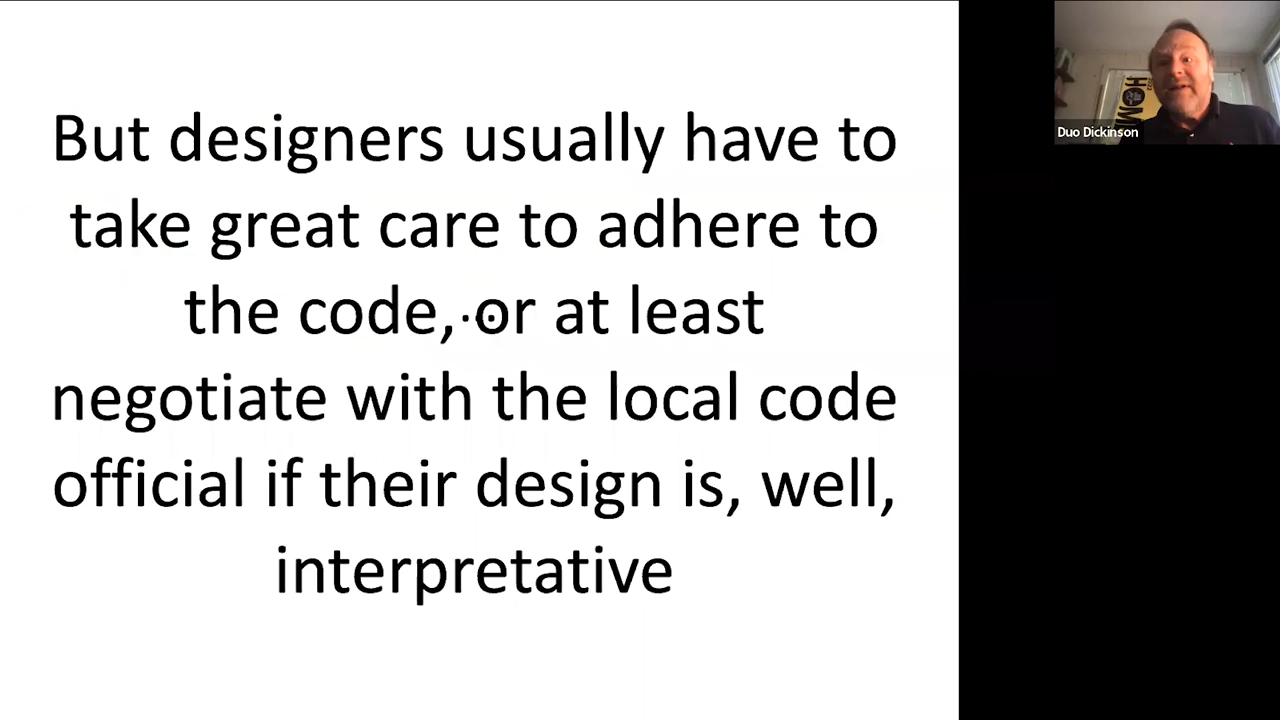 But designers usually have to
take great care to adhere to
the code, or at least
negotiate with the local code
official if their design is, well,
interpretative
Duo Dickinson
HOM